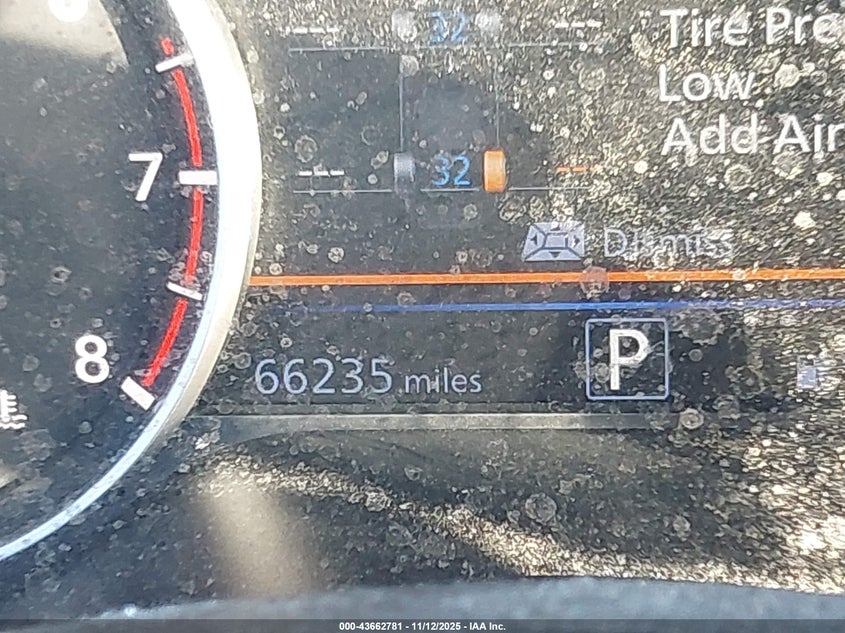 32
Tire Pre
Low
Add Air
--- ---
7
32
--- ---
Dismiss
8
66235 miles
P
000-43662781 - 11/12/2025 - IAA Inc.